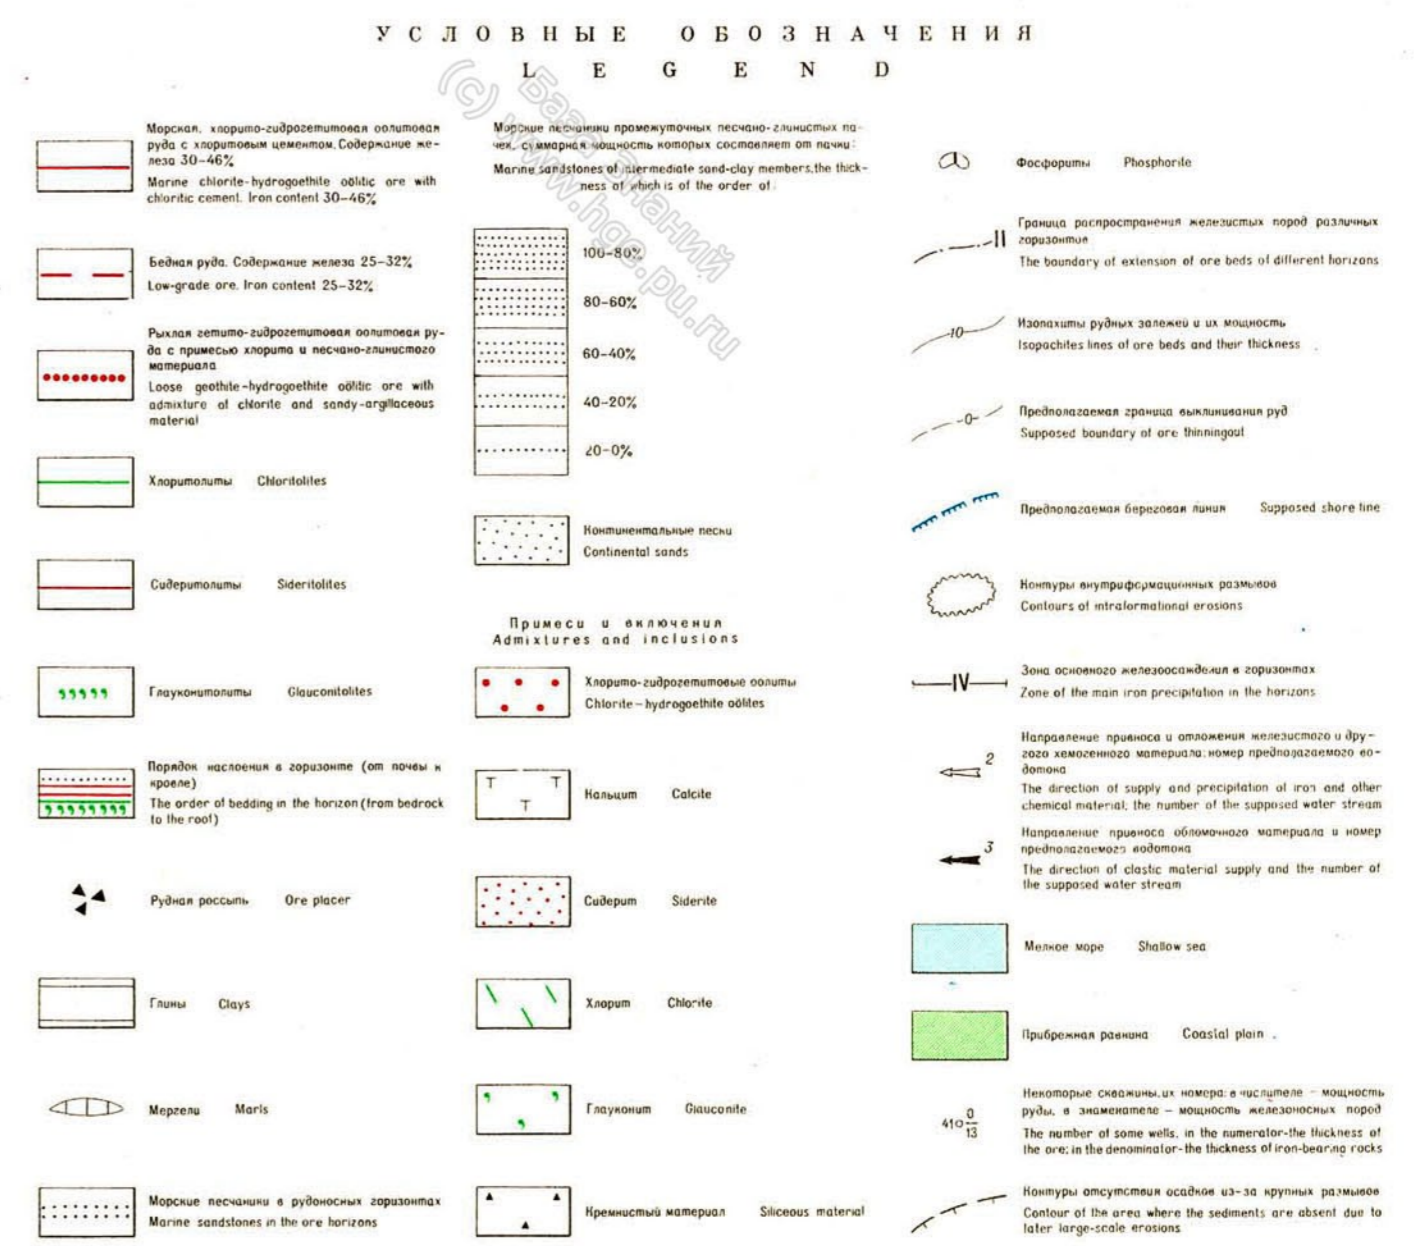 УСЛОВНЫЕ ОБОЗНАЧЕНИЯ
LEGEND
Морская, хлорито-гидрогетитовая оолитовая
руда с хлоритовым цементом. Содержание же-
леза 30–46%
Marine chlorite-hydrogoethite oölitic ore with
chloritic cement. Iron content 30–46%
Бедная руда. Содержание железа 25–32%
Low-grade ore. Iron content 25–32%
Рыхлая гетито-гидрогетитовая оолитовая ру-
да с примесью хлорита и песчано-глинистого
материала
Loose geothite-hydrogoethite oölitic ore with
admixture of chlorite and sandy-argillaceous
material
Хлоритолиты Chloritolites
Сидеритолиты Sideritolites
Глауконитолиты Glauconitolites
Порядок наслоения в горизонте (от почвы к
кровле)
The order of bedding in the horizon (from bedrock
to the roof)
Рудная россыпь Ore placer
Глины Clays
Мергели Marls
Морские песчаники в рудоносных горизонтах
Marine sandstones in the ore horizons
Морские песчаники промежуточных песчано-глинистых па-
чек, суммарная мощность которых составляет от пачки:
Marine sandstones of intermediate sand-clay members, the thick-
ness of which is of the order of:
100–80%
80–60%
60–40%
40–20%
20–0%
Континентальные пески
Continental sands
Примеси и включения
Admixtures and inclusions
Хлорито-гидрогетитовые оолиты
Chlorite–hydrogoethite oölites
Кальцит Calcite
Сидерит Siderite
Хлорит Chlorite
Глауконит Glauconite
Кремнистый материал Siliceous material
Фосфориты Phosphorite
II
Граница распространения железистых пород различных
горизонтов
The boundary of extension of ore beds of different horizons
10
Изопахиты рудных залежей и их мощность
Isopachites lines of ore beds and their thickness
0
Предполагаемая граница выклинивания руд
Supposed boundary of ore thinningout
Предполагаемая береговая линия Supposed shore line
Контуры внутриформационных размывов
Contours of intraformational erosions
IV
Зона основного железоосаждения в горизонтах
Zone of the main iron precipitation in the horizons
2
Направление привноса и отложения железистого и дру-
гого хемогенного материала; номер предполагаемого во-
дотока
The direction of supply and precipitation of iron and other
chemical material; the number of the supposed water stream
3
Направление привноса обломочного материала и номер
предполагаемого водотока
The direction of clastic material supply and the number of
the supposed water stream
Мелкое море Shallow sea
Прибрежная равнина Coastal plain
41о 0/13
Некоторые скважины, их номера: в числителе – мощность
руды, в знаменателе – мощность железоносных пород
The number of some wells, in the numerator-the thickness of
the ore; in the denominator-the thickness of iron-bearing rocks
Контуры отсутствия осадков из-за крупных размывов
Contour of the area where the sediments are absent due to
later large-scale erosions
База Знаний
(c) www.hge.pu.ru